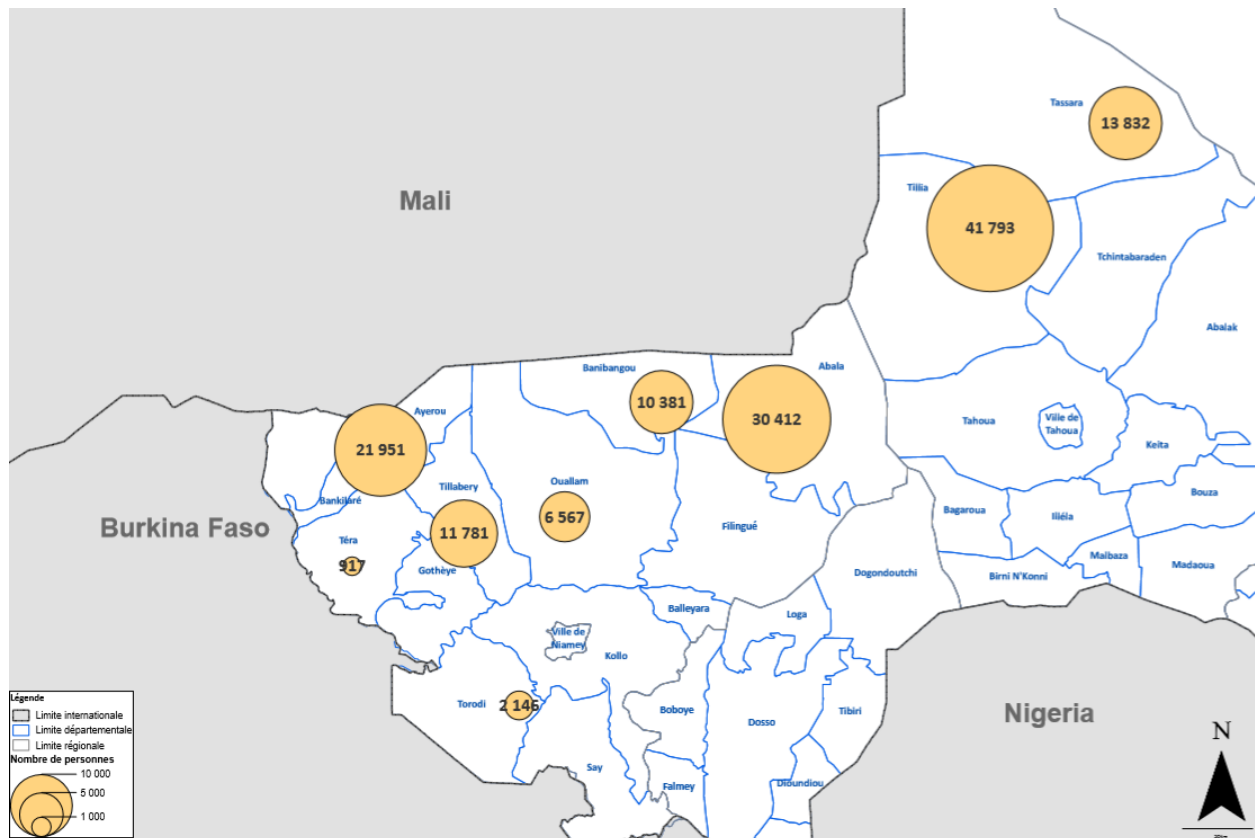 Tassara
13 832
Mali
Tillia
41 793
Tchintabaraden
Abalak
Banibangou
Abala
10 381
30 412
Ayerou
Tahoua
Ville de
Tahoua
Keita
21 951
Tillabery
Ouallam
Bankilaré
Bouza
Bagaroua
Illéla
6 567
Burkina Faso
11 781
Filingué
Téra
917
Gothèye
Malbaza
Madaoua
Dogondoutchi
Birni N'Konni
Balleyara
Loga
Ville de
Niamey
Kollo
Torodi
2 146
Boboye
Dosso
Tibiri
Nigeria
Say
Falmey
Dioundiou
N
Légende
Limite internationale
Limite départementale
Limite régionale
Nombre de personnes
10 000
5 000
1 000